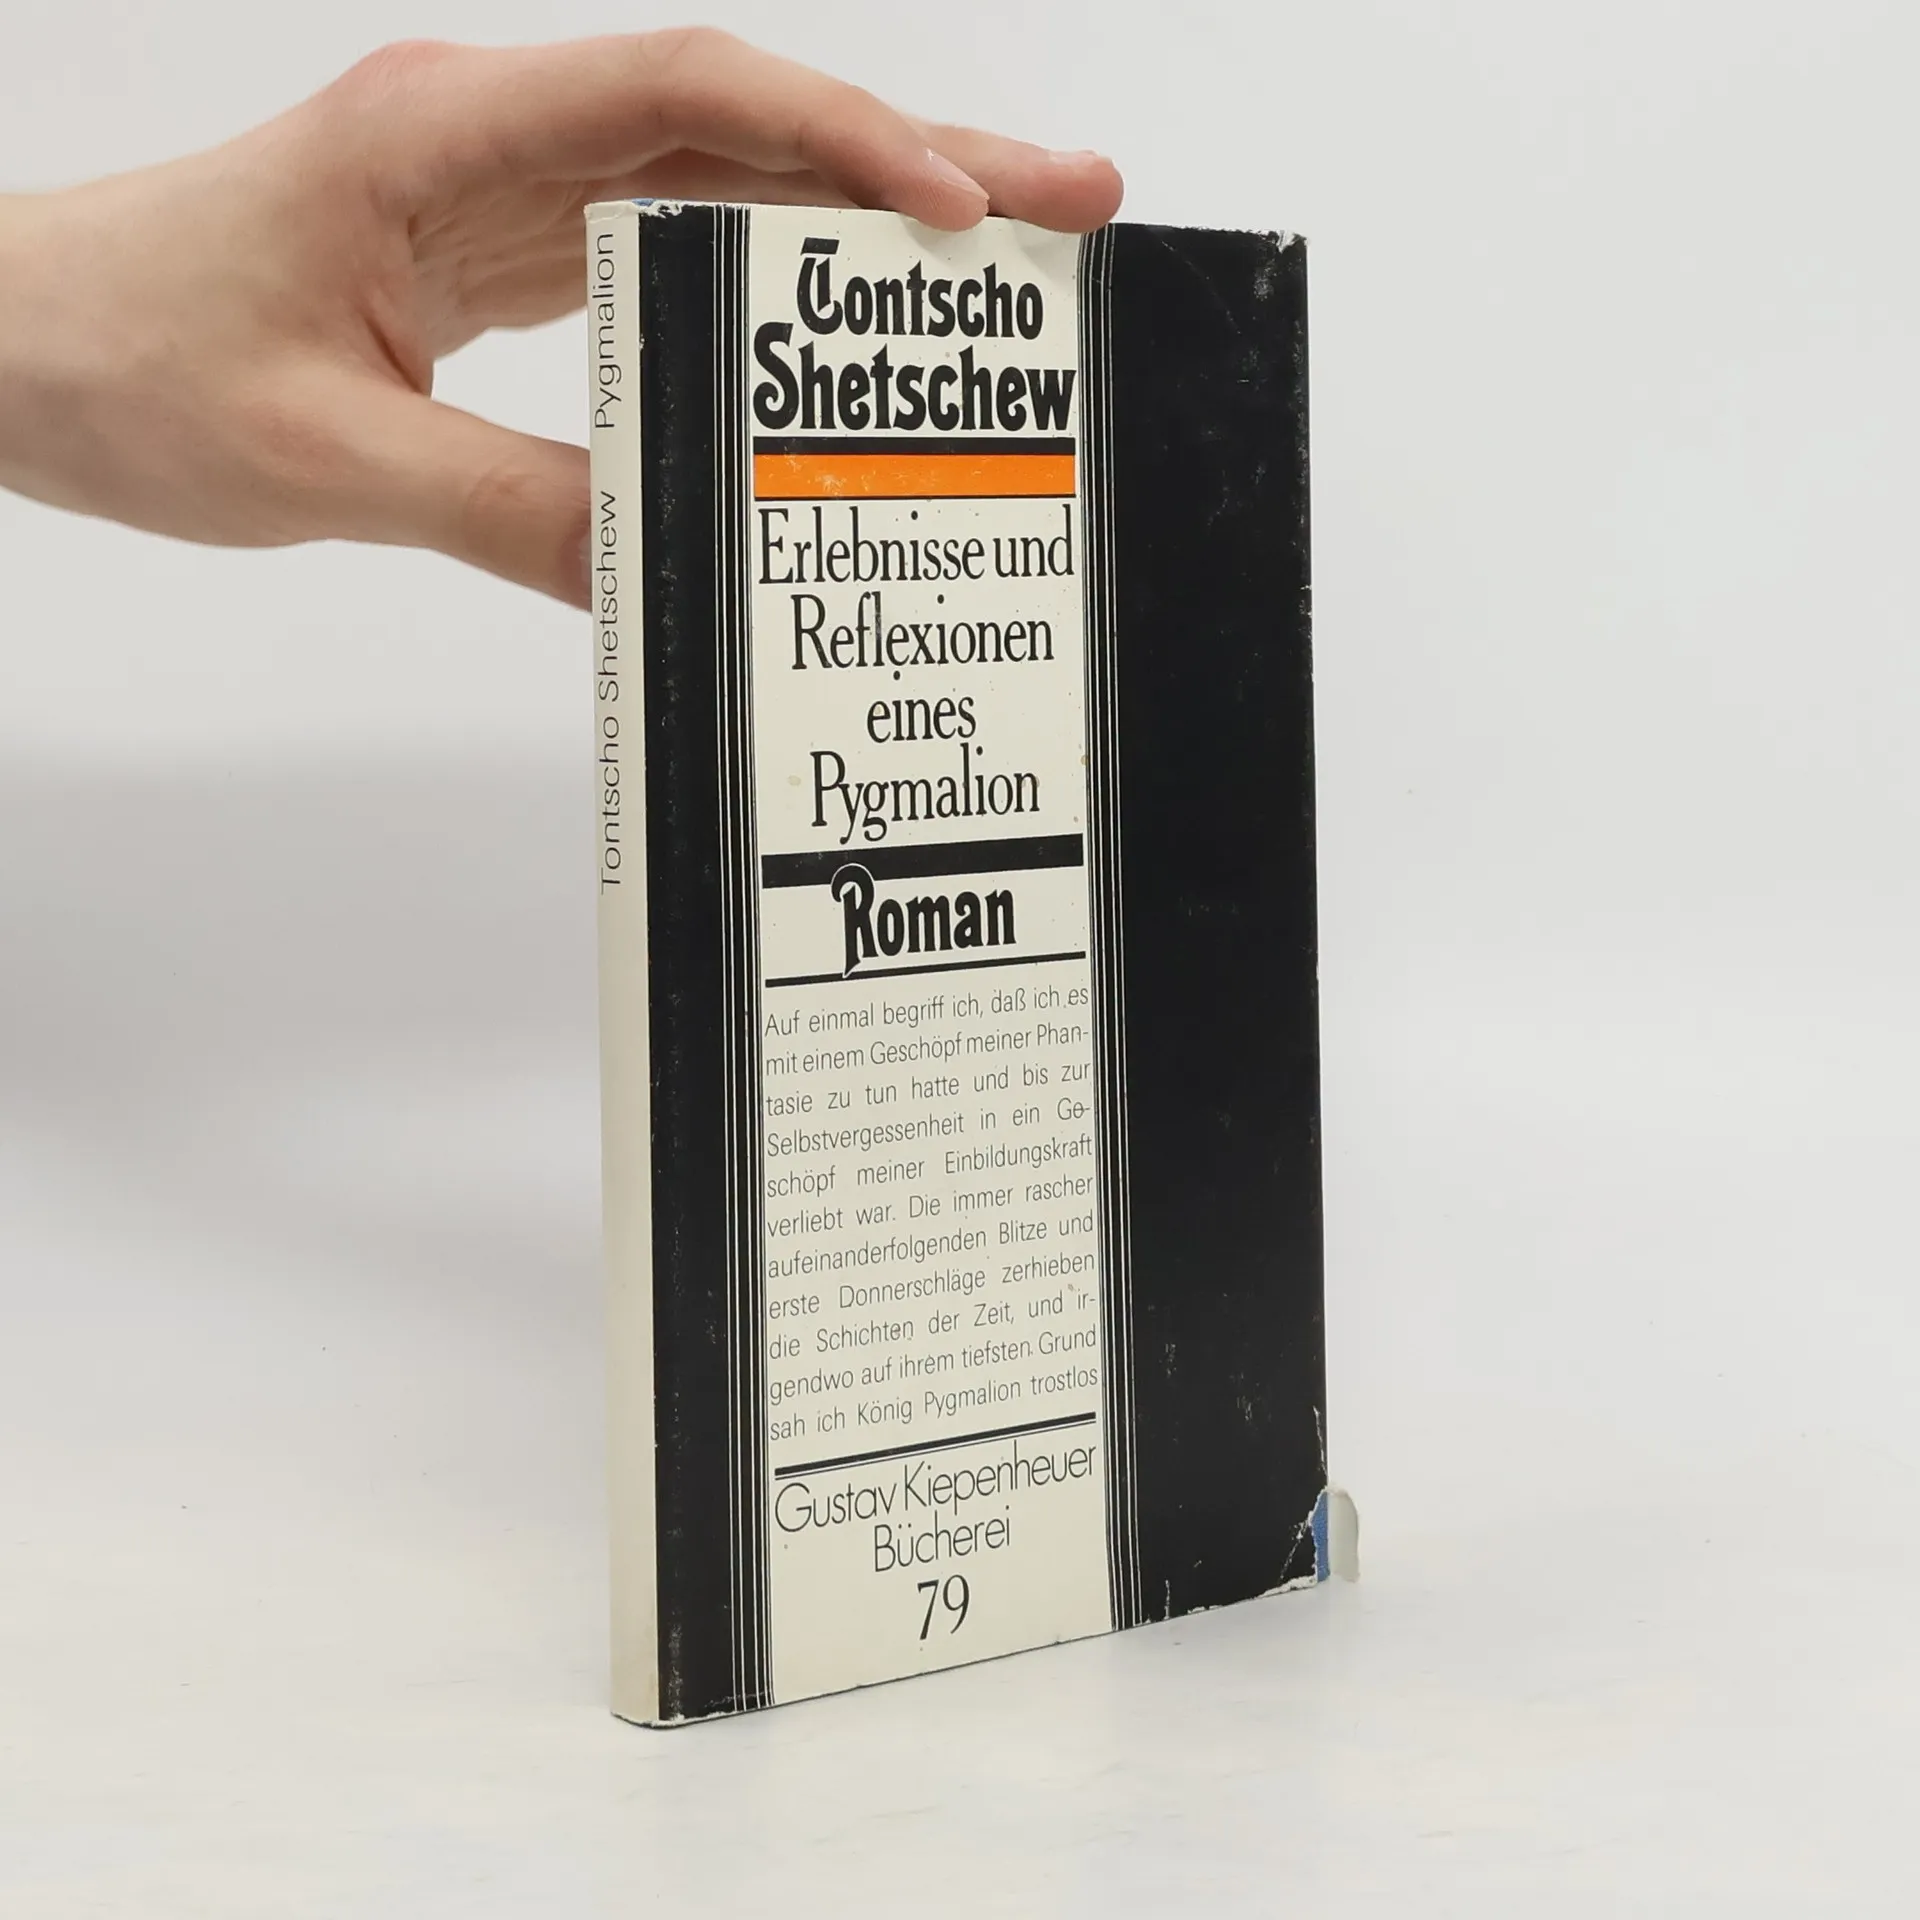 Tontscho
Shetschew
Erlebnisse und
Reflexionen
eines
Pygmalion
Roman
Auf einmal begriff ich, daß ich es
mit einem Geschöpf meiner Phan-
tasie zu tun hatte und bis zur
Selbstvergessenheit in ein Ge-
schöpf meiner Einbildungskraft
verliebt war. Die immer rascher
aufeinanderfolgenden Blitze und
erste Donnerschläge zerhieben
die Schichten der Zeit, und ir-
gendwo auf ihrem tiefsten Grund
sah ich König Pygmalion trostlos
Gustav Kiepenheuer
Bücherei
79
Tontscho Shetschew Pygmalion